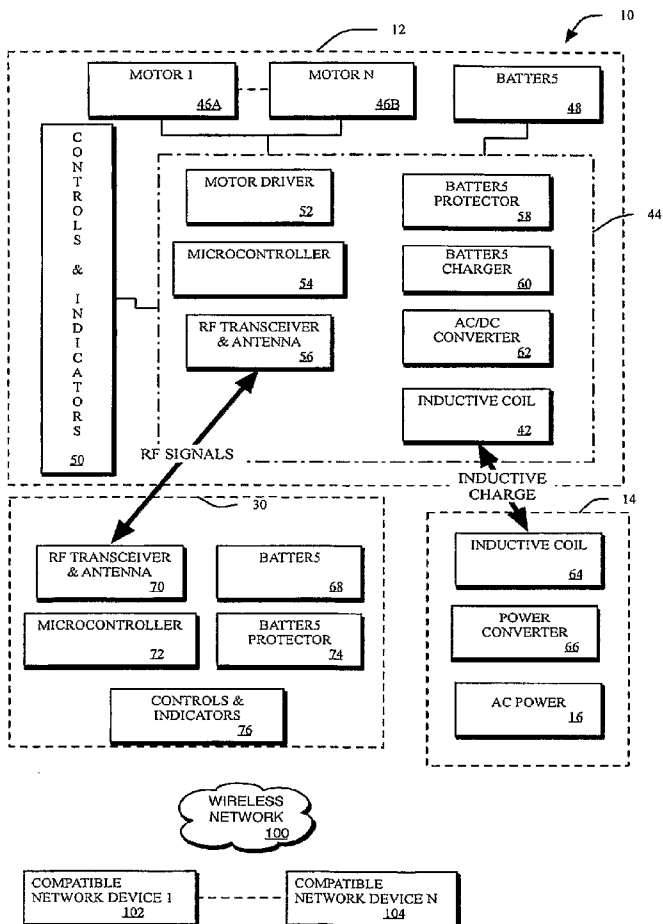 10
12
MOTOR 1
46A
MOTOR N
46B
BATTER5
48
CONTROLS & INDICATORS
50
44
MOTOR DRIVER
52
BATTER5
PROTECTOR
58
MICROCONTROLLER
54
BATTER5
CHARGER
60
RF TRANSCEIVER
& ANTENNA
56
AC/DC
CONVERTER
62
INDUCTIVE COIL
42
RF SIGNALS
INDUCTIVE
CHARGE
30
14
RF TRANSCEIVER
& ANTENNA
70
BATTER5
68
INDUCTIVE COIL
64
MICROCONTROLLER
72
BATTER5
PROTECTOR
74
POWER
CONVERTER
66
CONTROLS &
INDICATORS
76
AC POWER
16
WIRELESS
NETWORK
100
COMPATIBLE
NETWORK DEVICE 1
102
COMPATIBLE
NETWORK DEVICE N
104